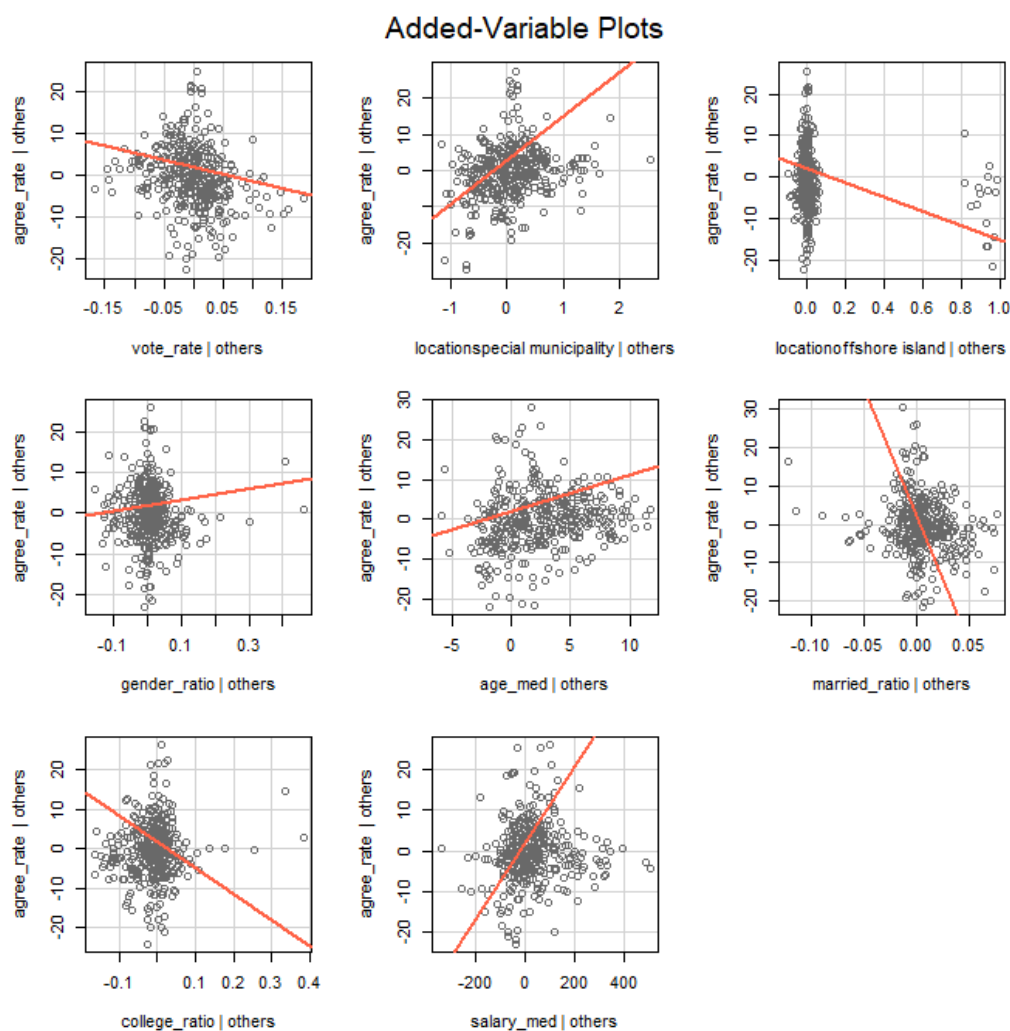 Added-Variable Plots
agree_rate | others
-20 -10 0 10 20
-0.15 -0.05 0.05 0.15
vote_rate | others
agree_rate | others
-20 0 10 20
-1 0 1 2
locationspecial municipality | others
agree_rate | others
-20 -10 0 10 20
0.0 0.2 0.4 0.6 0.8 1.0
locationoffshore island | others
agree_rate | others
-20 -10 0 10 20
-0.1 0.1 0.3
gender_ratio | others
agree_rate | others
-20 -10 0 10 20 30
-5 0 5 10
age_med | others
agree_rate | others
-20 -10 0 10 20 30
-0.10 -0.05 0.00 0.05
married_ratio | others
agree_rate | others
-20 -10 0 10 20
-0.1 0.1 0.2 0.3 0.4
college_ratio | others
agree_rate | others
-20 -10 0 10 20
-200 0 200 400
salary_med | others